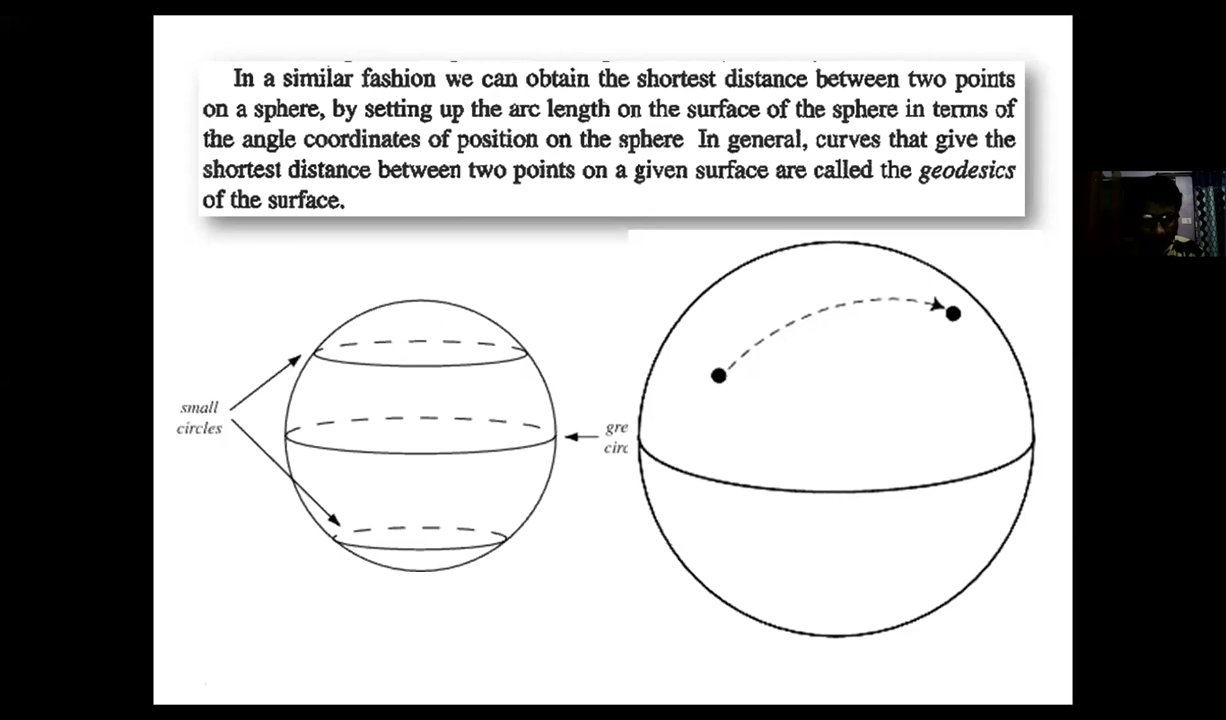 In a similar fashion we can obtain the shortest distance between two points
on a sphere, by setting up the arc length on the surface of the sphere in terms of
the angle coordinates of position on the sphere In general, curves that give the
shortest distance between two points on a given surface are called the geodesics
of the surface.
small
circles
gre
circ